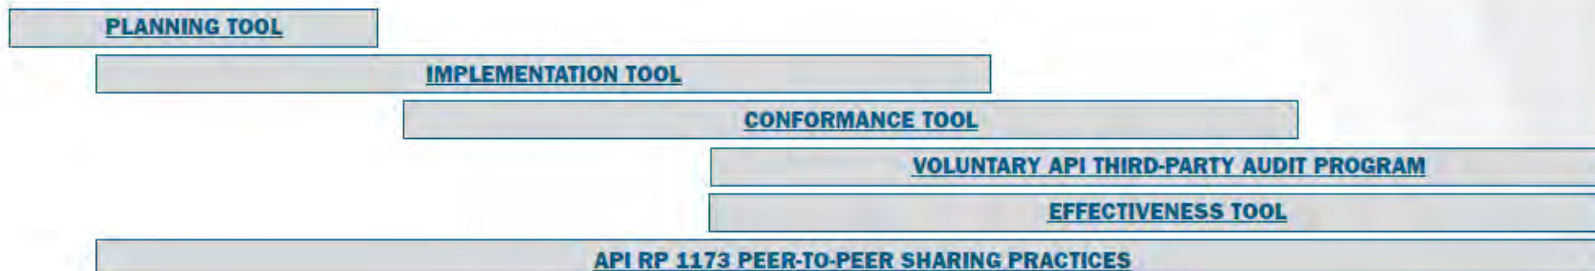 PLANNING TOOL
IMPLEMENTATION TOOL
CONFORMANCE TOOL
VOLUNTARY API THIRD-PARTY AUDIT PROGRAM
EFFECTIVENESS TOOL
API RP 1173 PEER-TO-PEER SHARING PRACTICES